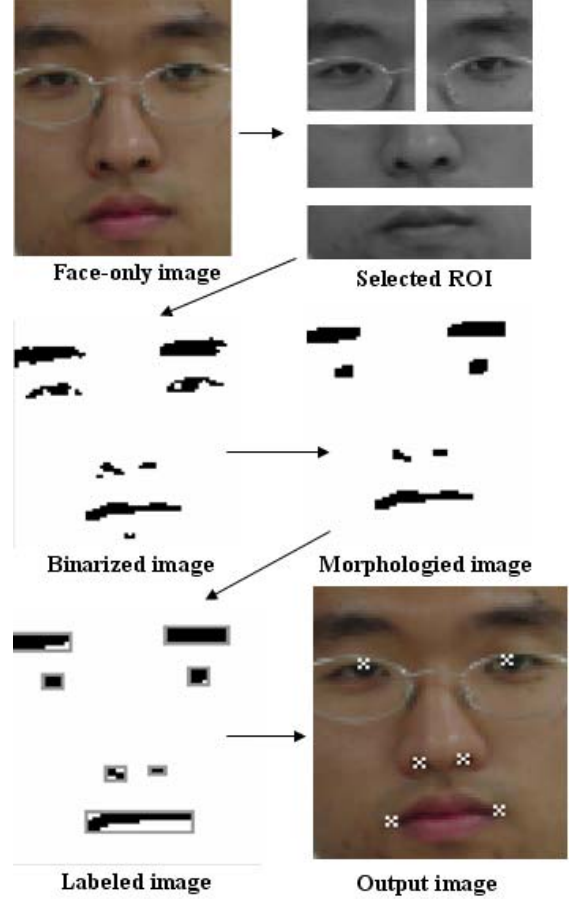 Face-only image
Selected ROI
Binarized image
Morphologied image
Labeled image
Output image